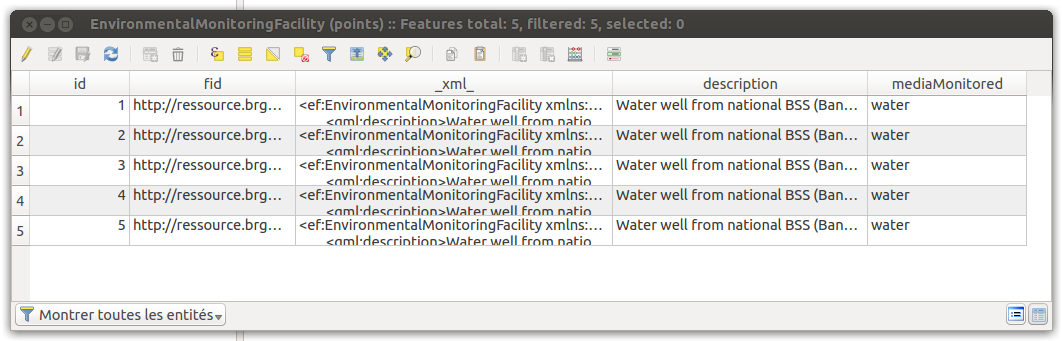 EnvironmentalMonitoringFacility (points) :: Features total: 5, filtered: 5, selected: 0
id fid _xml_ description mediaMonitored
1 1 http://ressource.brg... <ef:EnvironmentalMonitoringFacility xmlns:... Water well from national BSS (Ban... water
<gml:description>Water well from natio
2 2 http://ressource.brg... <ef:EnvironmentalMonitoringFacility xmlns:... Water well from national BSS (Ban... water
<gml:description>Water well from natio
3 3 http://ressource.brg... <ef:EnvironmentalMonitoringFacility xmlns:... Water well from national BSS (Ban... water
<gml:description>Water well from natio
4 4 http://ressource.brg... <ef:EnvironmentalMonitoringFacility xmlns:... Water well from national BSS (Ban... water
<gml:description>Water well from natio
5 5 http://ressource.brg... <ef:EnvironmentalMonitoringFacility xmlns:... Water well from national BSS (Ban... water
<gml:description>Water well from natio
Montrer toutes les entités